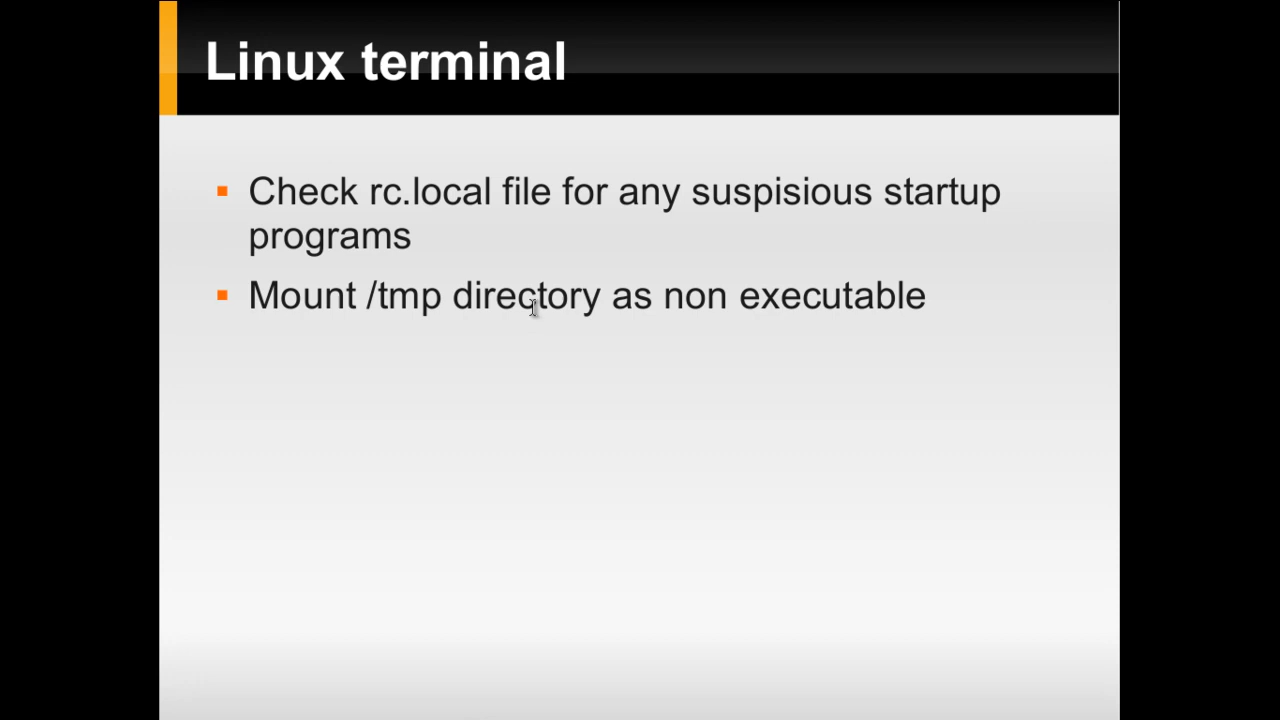 Linux terminal
Check rc.local file for any suspisious startup
programs
Mount /tmp directory as non executable